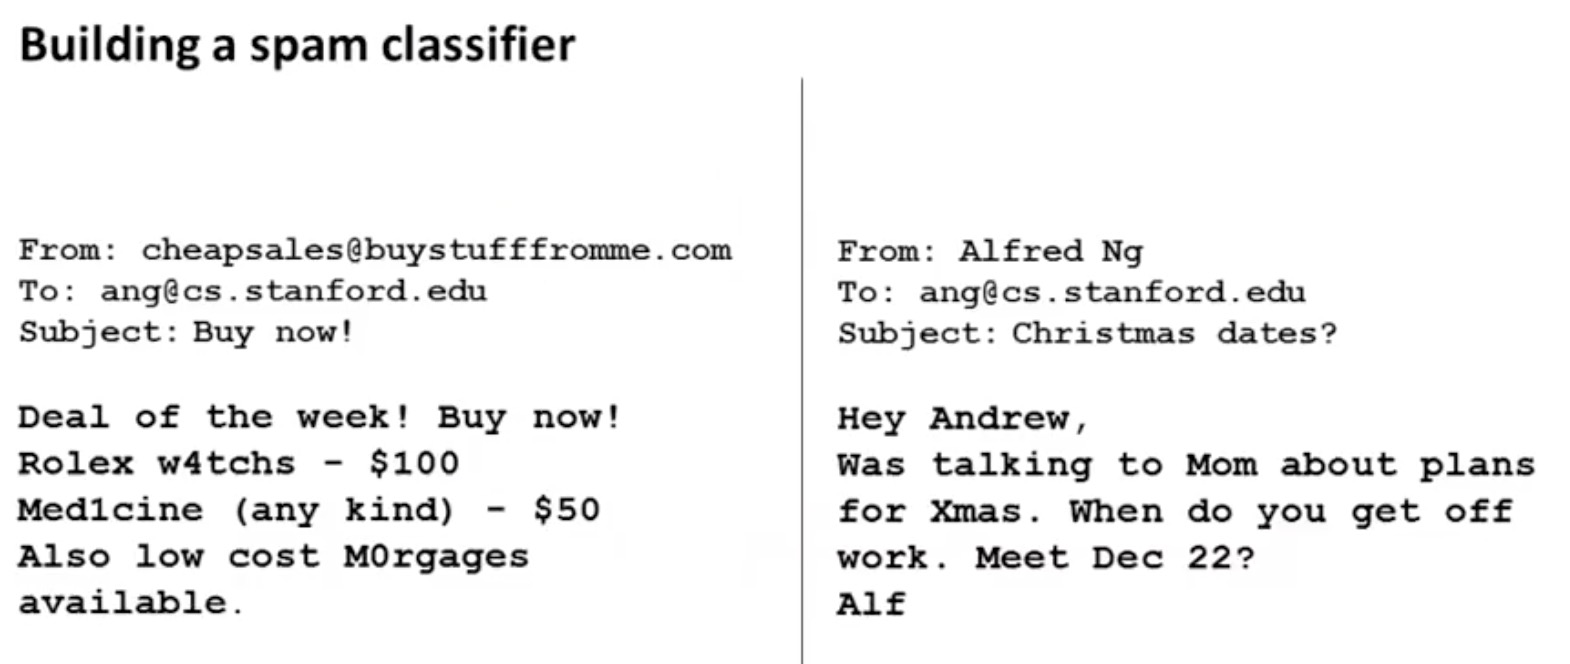 Building a spam classifier
From: cheapsales@buystufffromme.com
To: ang@cs.stanford.edu
Subject: Buy now!
Deal of the week! Buy now!
Rolex w4tchs - $100
Med1cine (any kind) - $50
Also low cost M0rgages
available.
From: Alfred Ng
To: ang@cs.stanford.edu
Subject: Christmas dates?
Hey Andrew,
Was talking to Mom about plans
for Xmas. When do you get off
work. Meet Dec 22?
Alf